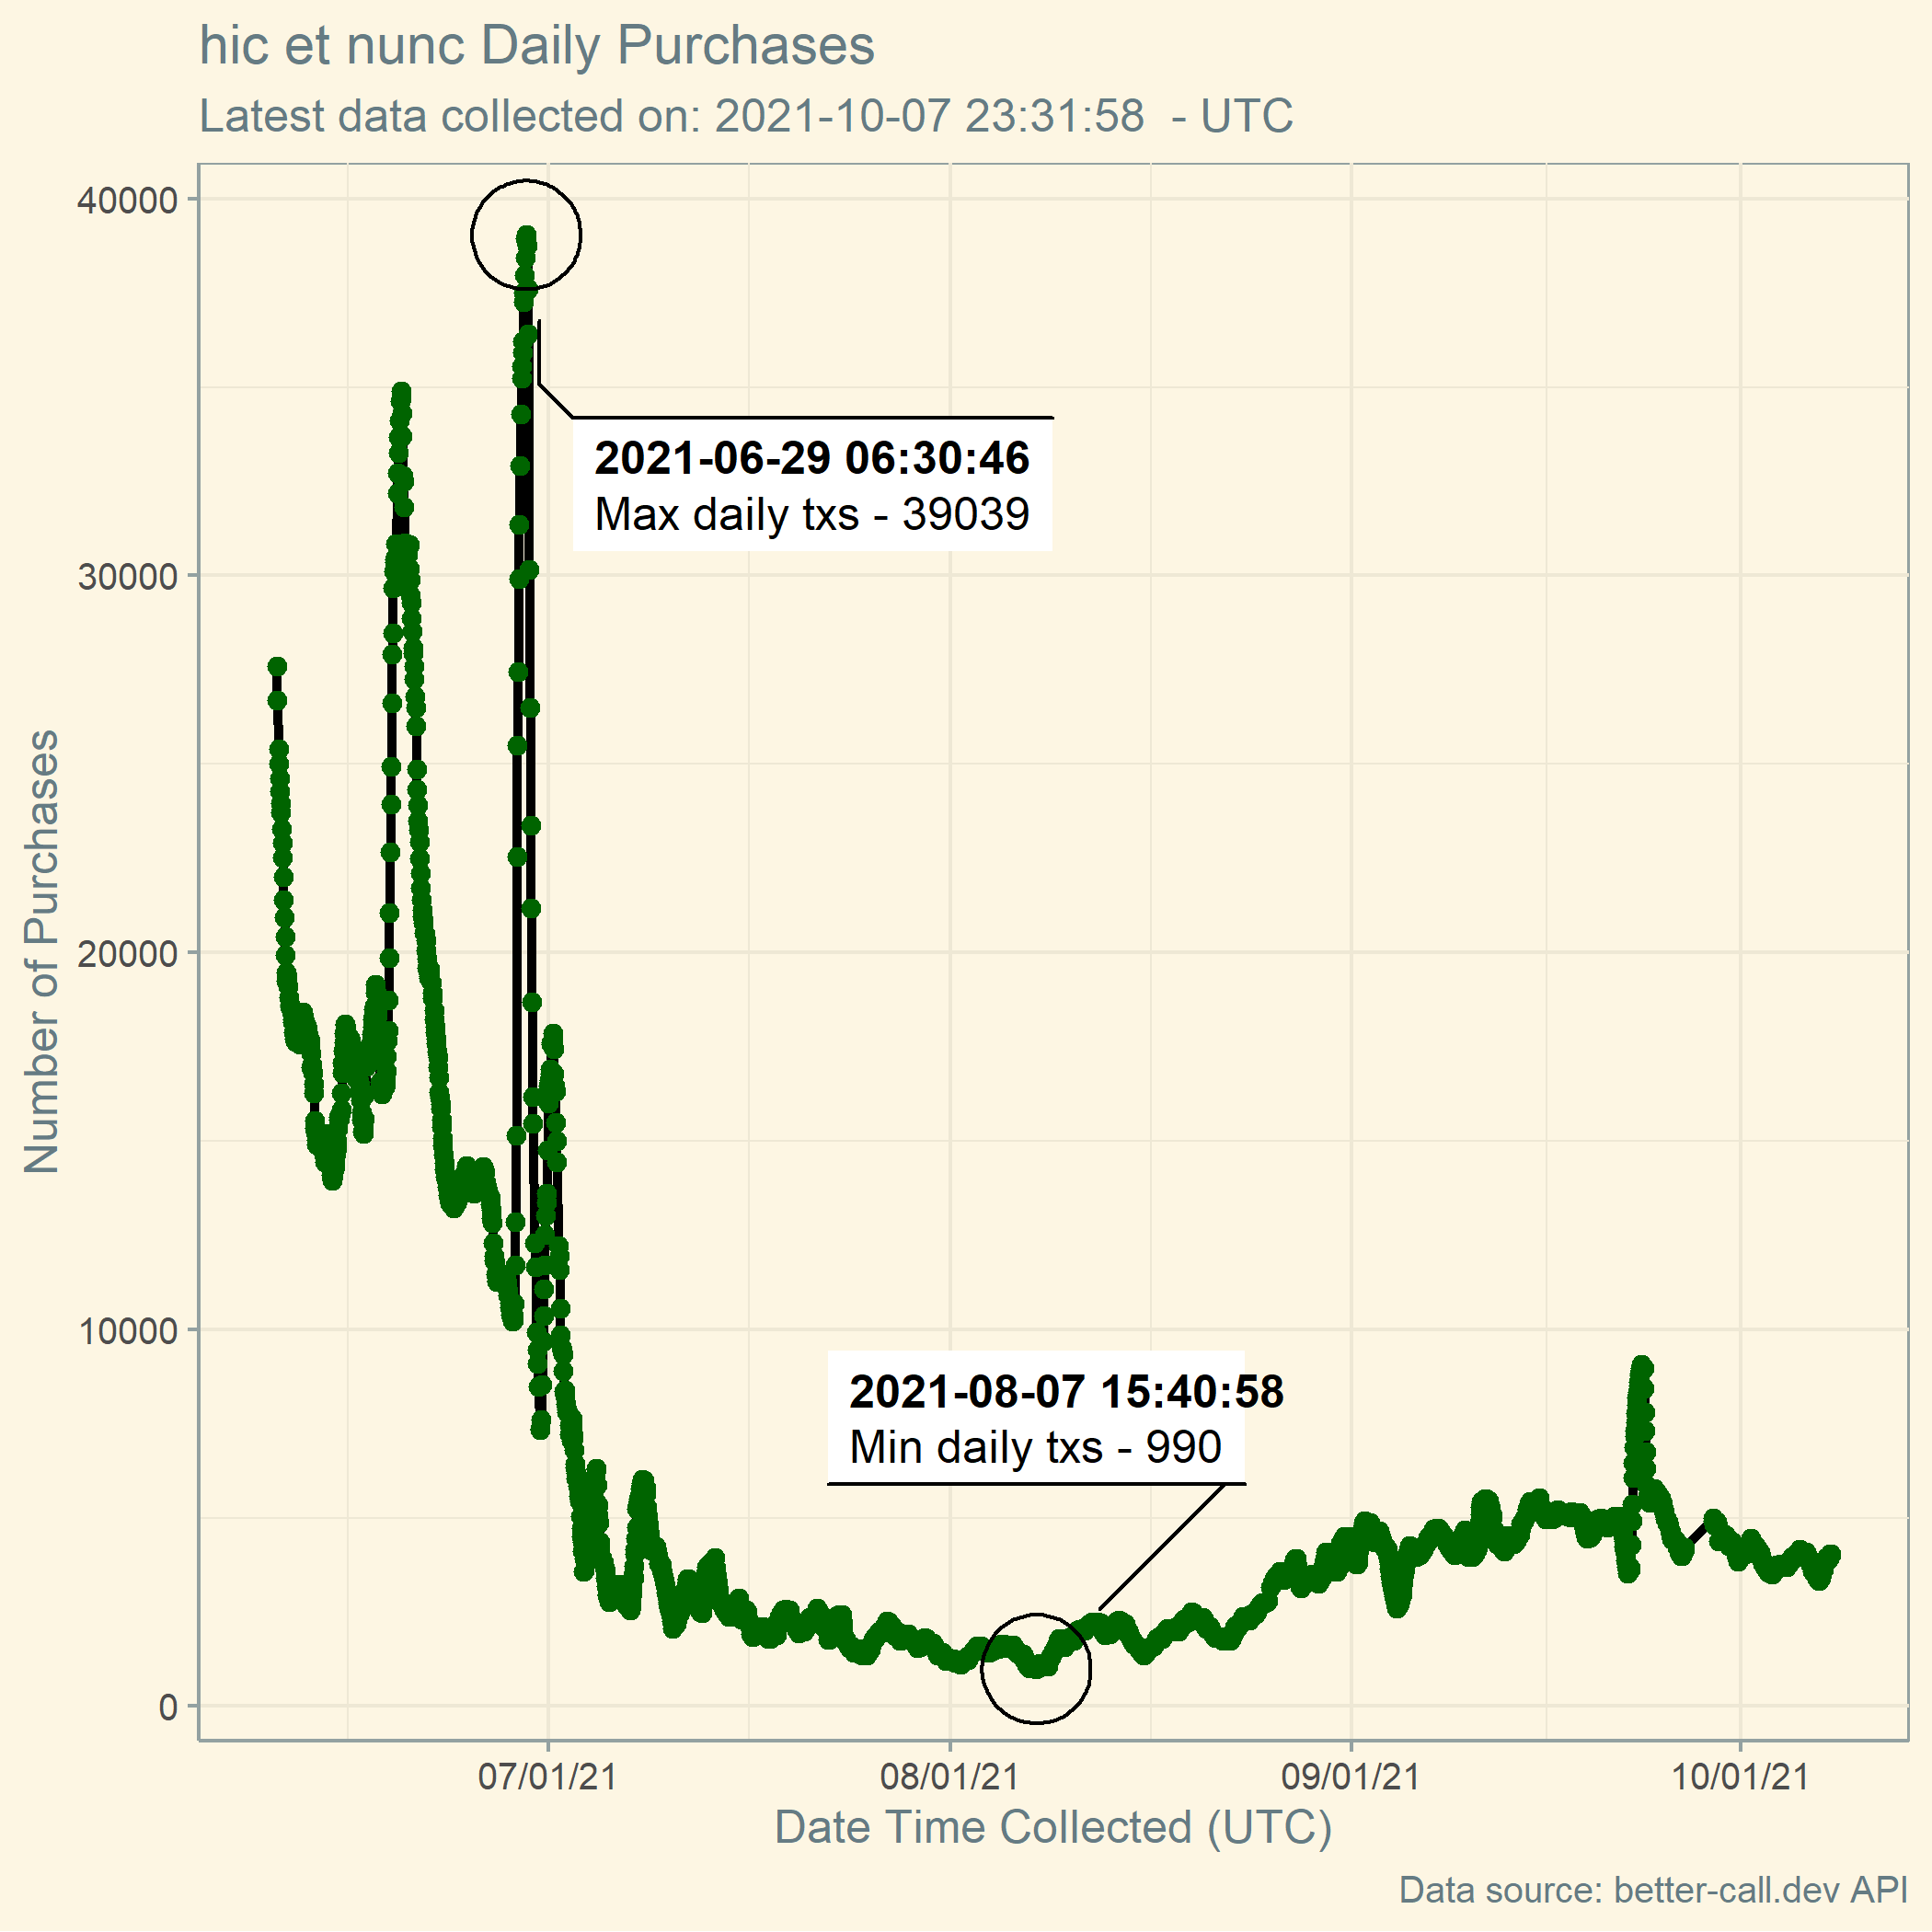 hic et nunc Daily Purchases
Latest data collected on: 2021-10-07 23:31:58  - UTC
Number of Purchases
40000
30000
20000
10000
0
2021-06-29 06:30:46
Max daily txs - 39039
2021-08-07 15:40:58
Min daily txs - 990
07/01/21
08/01/21
09/01/21
10/01/21
Date Time Collected (UTC)
Data source: better-call.dev API